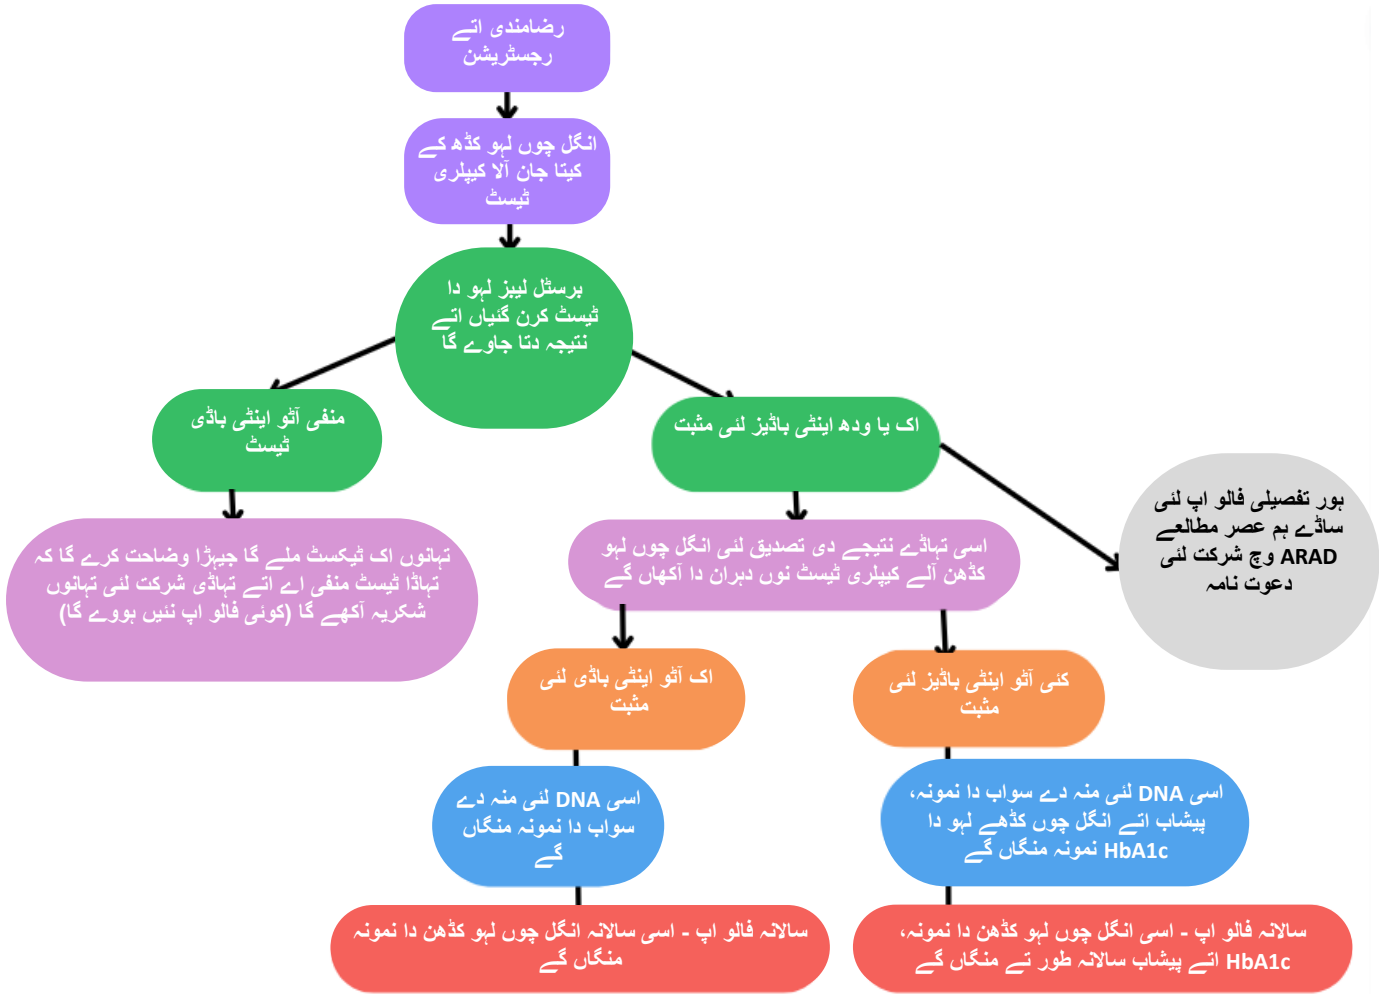 رضامندی اتے
رجسٹریشن
انگل چوں لہو کڈھ کے
کیتا جان آلا کیپلری
ٹیسٹ
برسٹل لیبز لہو دا
ٹیسٹ کرن گئیاں اتے
نتیجہ دتا جاوے گا
منفی آٹو اینٹی باڈی
ٹیسٹ
اک یا ودھ اینٹی باڈیز لئی مثبت
ہور تفصیلی فالو اپ لئی
ساڈے ہم عصر مطالعے
ARAD وچ شرکت لئی
دعوت نامہ
تہانوں اک ٹیکسٹ ملے گا جیہڑا وضاحت کرے گا کہ
تہاڈا ٹیسٹ منفی اے اتے تہاڈی شرکت لئی تہانوں
شکریہ آکھے گا (کوئی فالو اپ نئیں ہووے گا)
اسی تہاڈے نتیجے دی تصدیق لئی انگل چوں لہو
کڈھن آلے کیپلری ٹیسٹ نوں دہران دا آکھاں گے
اک آٹو اینٹی باڈی لئی
مثبت
کئی آٹو اینٹی باڈیز لئی
مثبت
اسی DNA لئی منہ دے
سواب دا نمونہ منگاں
گے
اسی DNA لئی منہ دے سواب دا نمونہ،
پیشاب اتے انگل چوں کڈھے لہو دا
HbA1c نمونہ منگاں گے
سالانہ فالو اپ - اسی سالانہ انگل چوں لہو کڈھن دا نمونہ
منگاں گے
سالانہ فالو اپ - اسی انگل چوں لہو کڈھن دا نمونہ،
HbA1c اتے پیشاب سالانہ طور تے منگاں گے